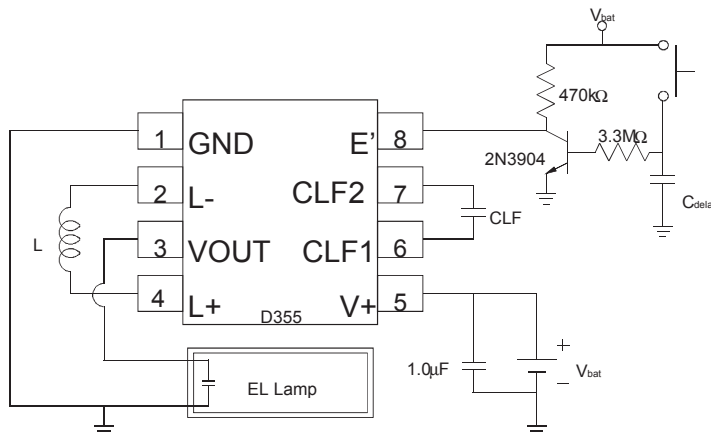 Vbat
470kΩ
1 GND E' 8
3.3MΩ
2N3904
2 L- CLF2 7
Cdela
CLF
L
3 VOUT CLF1 6
4 L+ V+ 5
D355
+
1.0μF
Vbat
–
EL Lamp